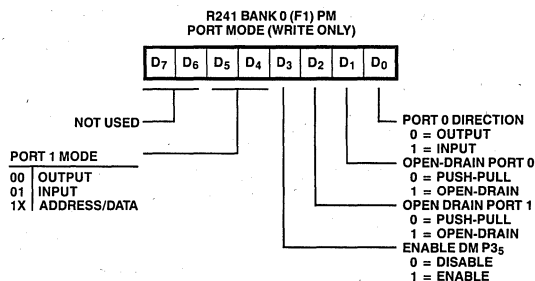 R241 BANK 0 (F1) PM
PORT MODE (WRITE ONLY)
D7 D6 D5 D4 D3 D2 D1 D0
NOT USED
PORT 1 MODE
00 OUTPUT
01 INPUT
1X ADDRESS/DATA
PORT 0 DIRECTION
0 = OUTPUT
1 = INPUT
OPEN-DRAIN PORT 0
0 = PUSH-PULL
1 = OPEN-DRAIN
OPEN DRAIN PORT 1
0 = PUSH-PULL
1 = OPEN-DRAIN
ENABLE DM P35
0 = DISABLE
1 = ENABLE